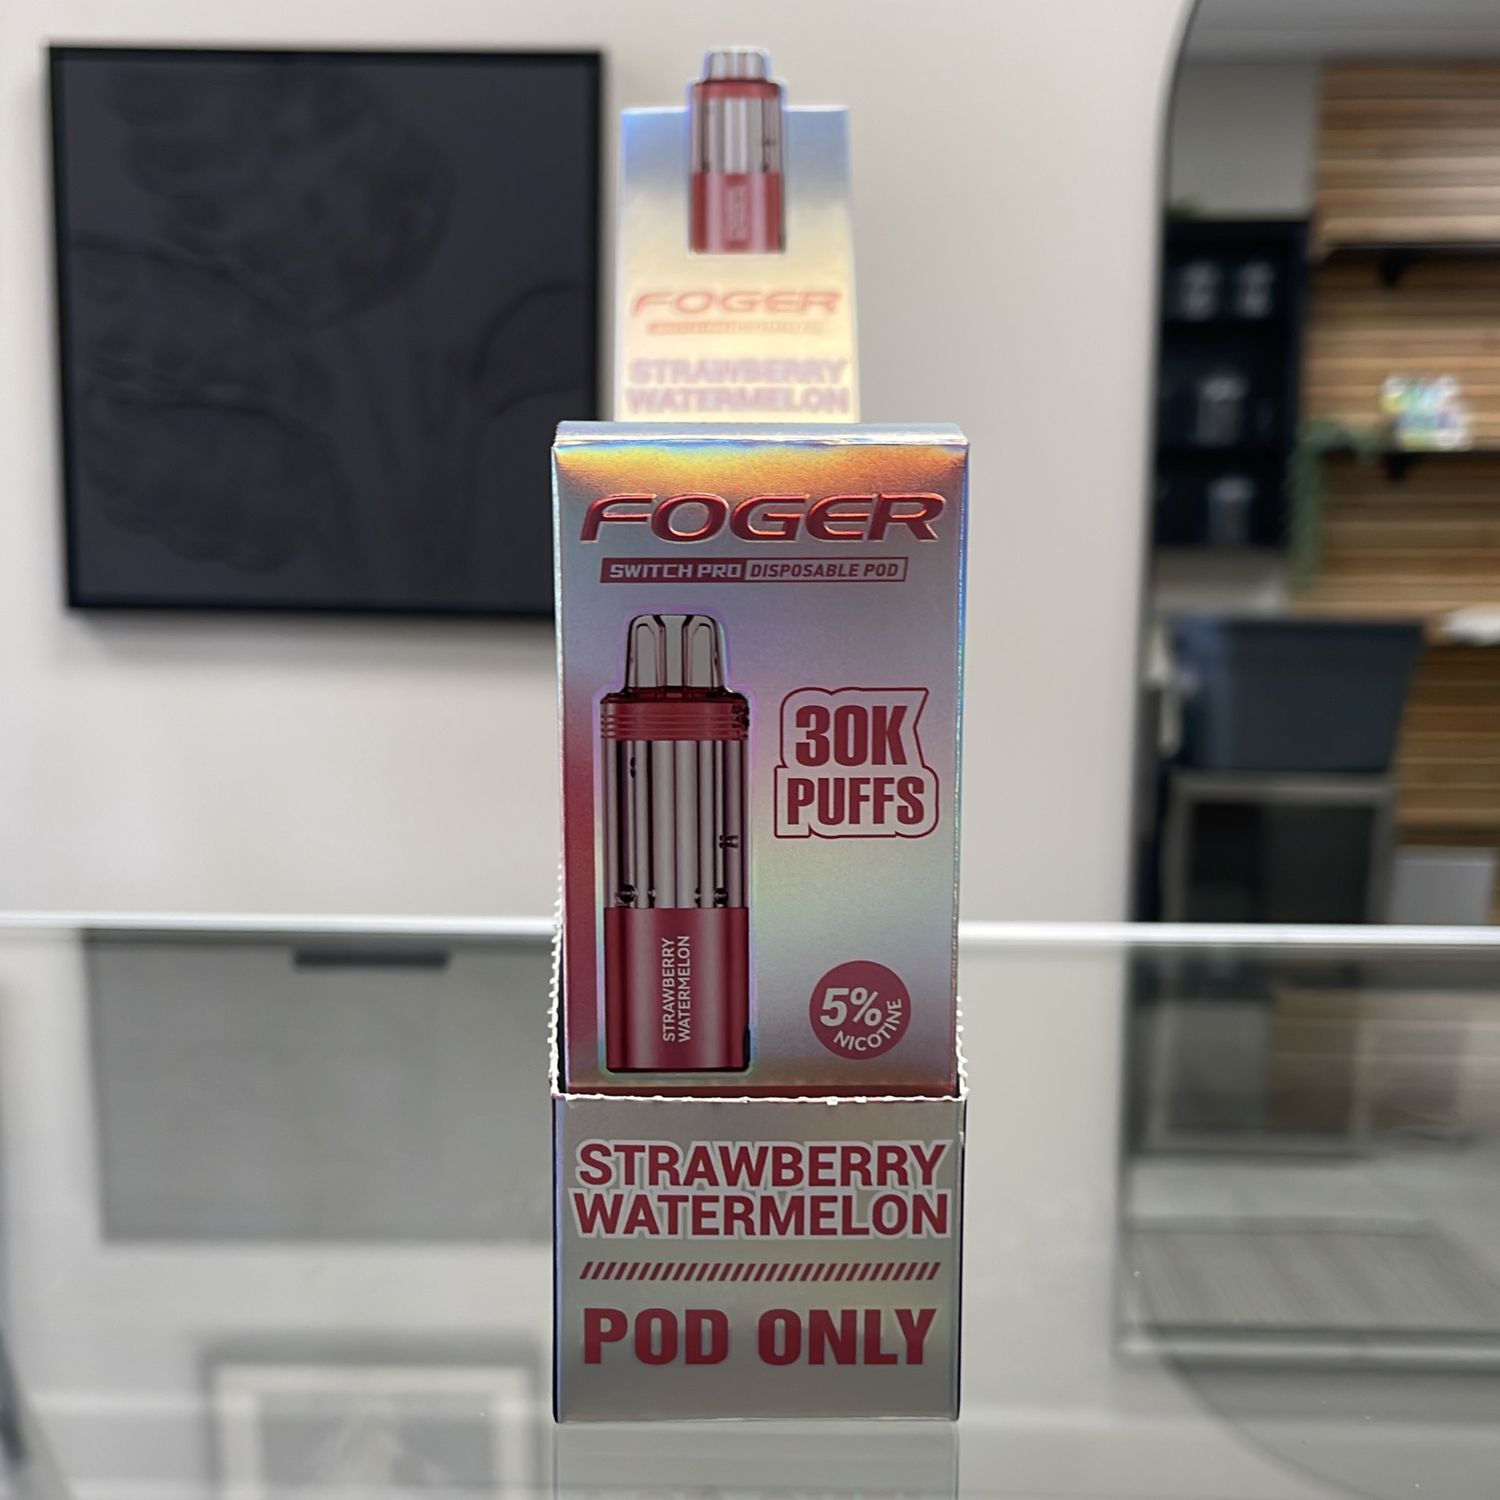 FOGER
STRAWBERRY
WATERMELON
FOGER
SWITCH PRO DISPOSABLE POD
30K
PUFFS
STRAWBERRY
WATERMELON
5%
NICOTINE
STRAWBERRY
WATERMELON
POD ONLY